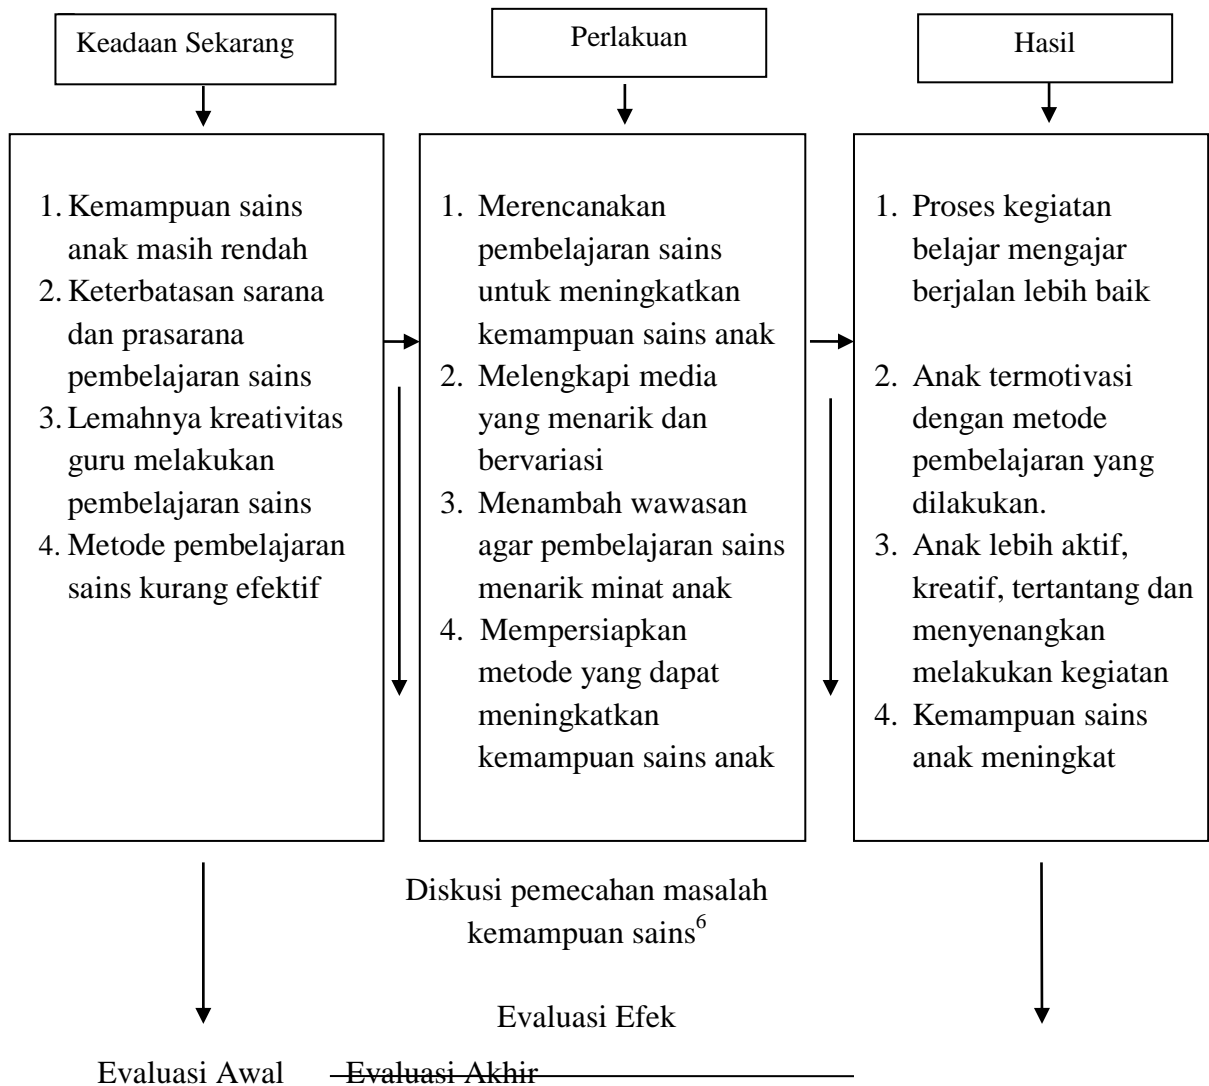 Keadaan Sekarang
Perlakuan
Hasil
1. Kemampuan sains
anak masih rendah
2. Keterbatasan sarana
dan prasarana
pembelajaran sains
3. Lemahnya kreativitas
guru melakukan
pembelajaran sains
4. Metode pembelajaran
sains kurang efektif
1. Merencanakan
pembelajaran sains
untuk meningkatkan
kemampuan sains anak
2. Melengkapi media
yang menarik dan
bervariasi
3. Menambah wawasan
agar pembelajaran sains
menarik minat anak
4. Mempersiapkan
metode yang dapat
meningkatkan
kemampuan sains anak
1. Proses kegiatan
belajar mengajar
berjalan lebih baik
2. Anak termotivasi
dengan metode
pembelajaran yang
dilakukan.
3. Anak lebih aktif,
kreatif, tertantang dan
menyenangkan
melakukan kegiatan
4. Kemampuan sains
anak meningkat
Diskusi pemecahan masalah
kemampuan sains⁶
Evaluasi Efek
Evaluasi Awal Evaluasi Akhir